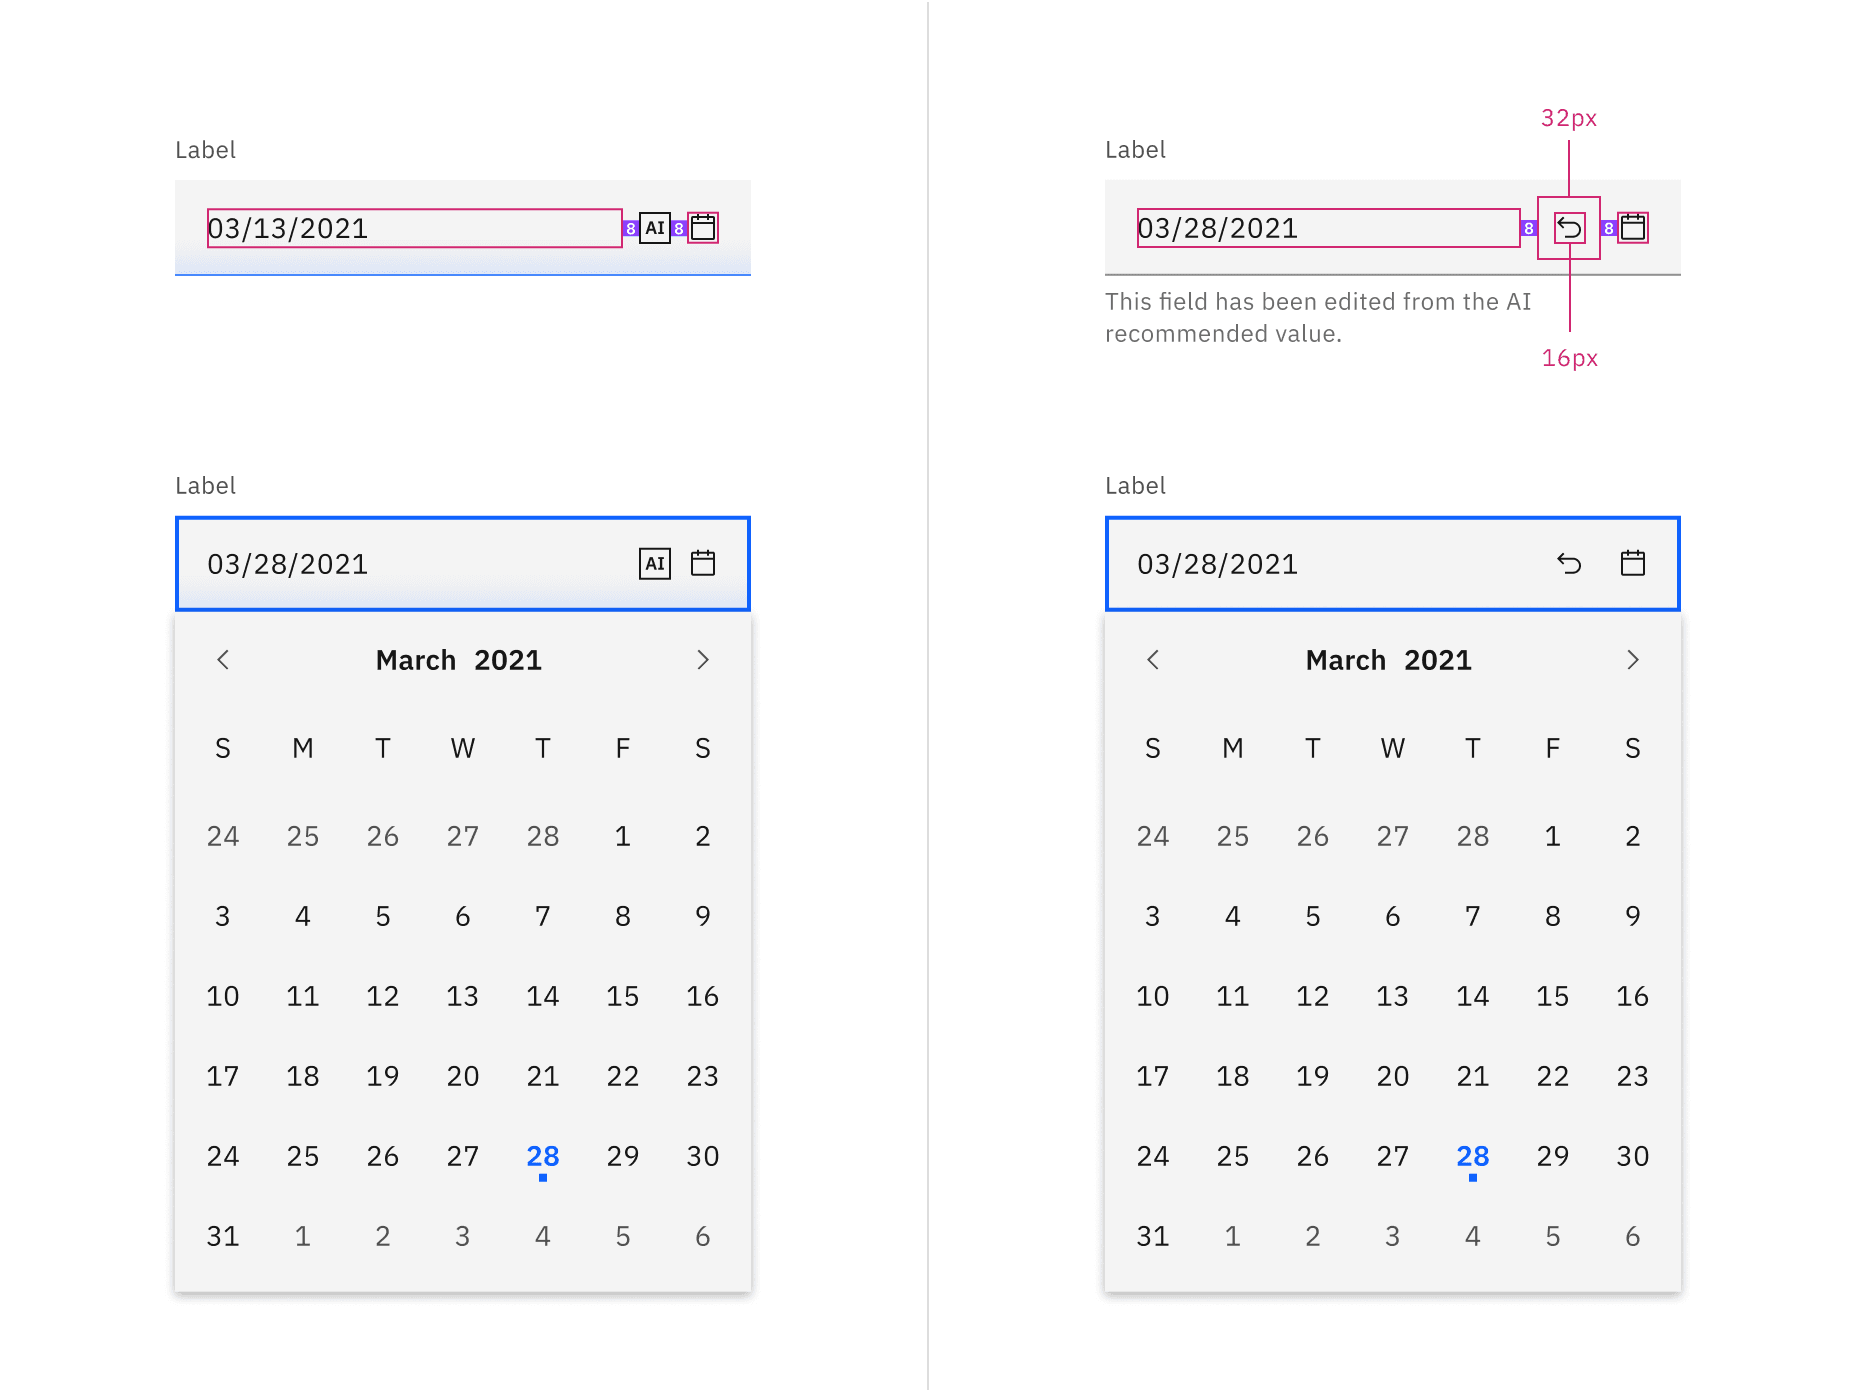 Label
03/13/2021 8 AI 8
Label
03/28/2021 AI
March 2021
S M T W T F S
24 25 26 27 28 1 2
3 4 5 6 7 8 9
10 11 12 13 14 15 16
17 18 19 20 21 22 23
24 25 26 27 28 29 30
31 1 2 3 4 5 6
32px
Label
03/28/2021 8 8
This field has been edited from the AI
recommended value.
16px
Label
03/28/2021
March 2021
S M T W T F S
24 25 26 27 28 1 2
3 4 5 6 7 8 9
10 11 12 13 14 15 16
17 18 19 20 21 22 23
24 25 26 27 28 29 30
31 1 2 3 4 5 6